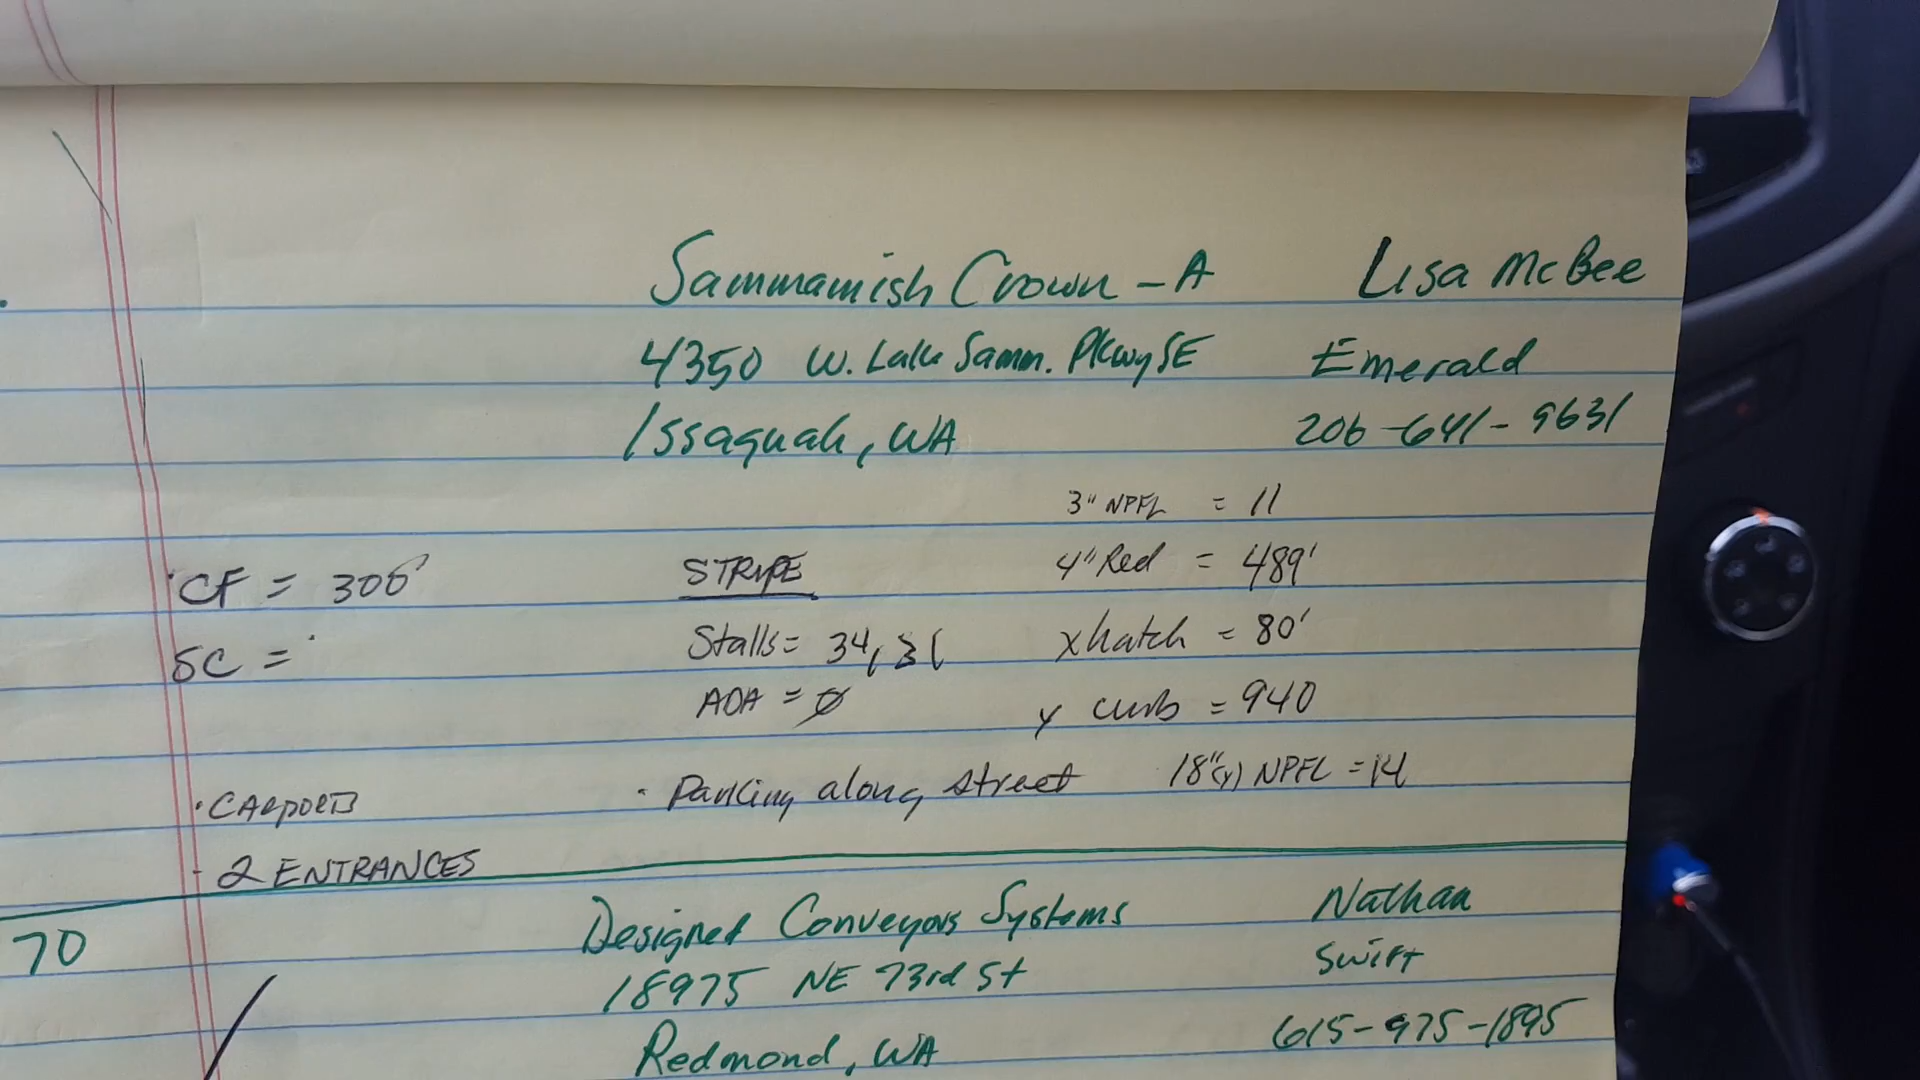 Sammamish Crown - A Lisa McBee
4350 W. Lake Samm. Pkwy SE Emerald
Issaquah, WA 206-641-9631
3" NPFL = 11
CF = 300' STRIPE 4" Red = 489'
SC = Stalls = 34, 31 xhatch = 80'
ADA = ø y curb = 940
• CARPORTS • Parking along street 18"(y) NPFL = 14
- 2 ENTRANCES
70 Designed Conveyors Systems Nathan
18975 NE 73rd St Swift
Redmond, WA 615-975-1895